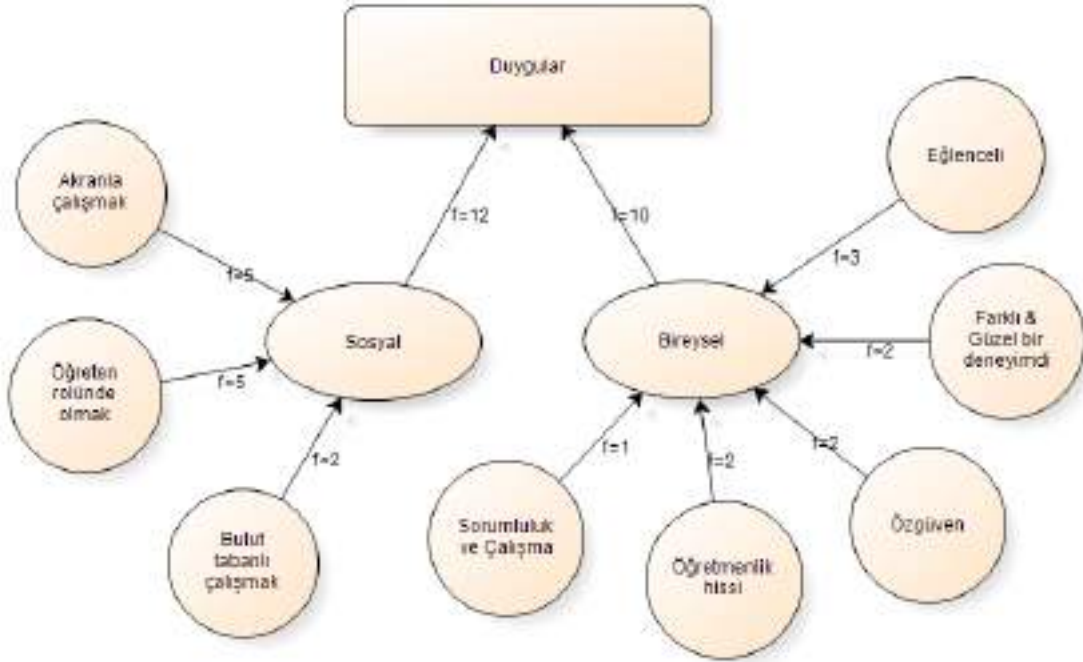 Duygular
Akranla
çalışmak
Eğlenceli
f=12
f=10
f=5
f=3
Sosyal
Bireysel
Farklı &
Güzel bir
deneyimdi
f=2
Öğreten
rolünde
olmak
f=5
f=2
f=1
f=2
f=2
Bulut
tabanlı
çalışmak
Sorumluluk
ve Çalışma
Öğretmenlik
hissi
Özgüven